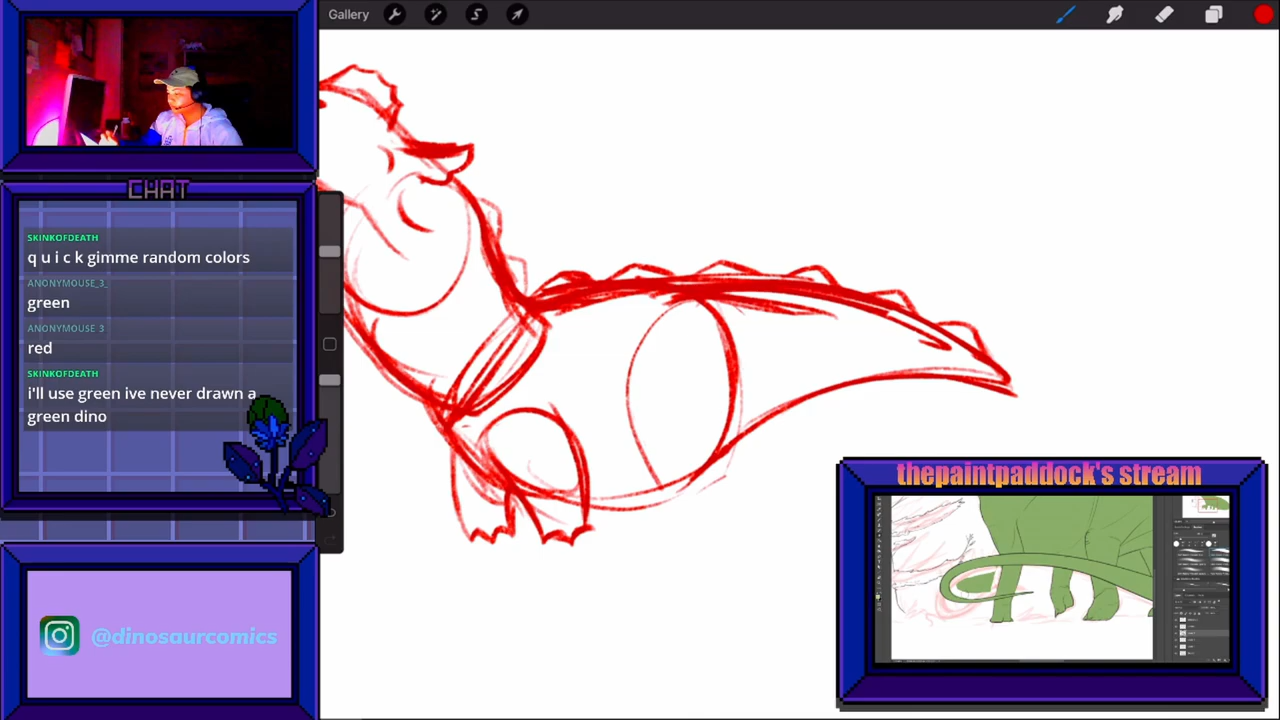 Gallery
CHAT
SKINKOFDEATH
q u i c k gimme random colors
ANONYMOUSE_3_
green
ANONYMOUSE 3
red
SKINKOFDEATH
i'll use green ive never drawn a
green dino
@dinosaurcomics
thepaintpaddock's stream